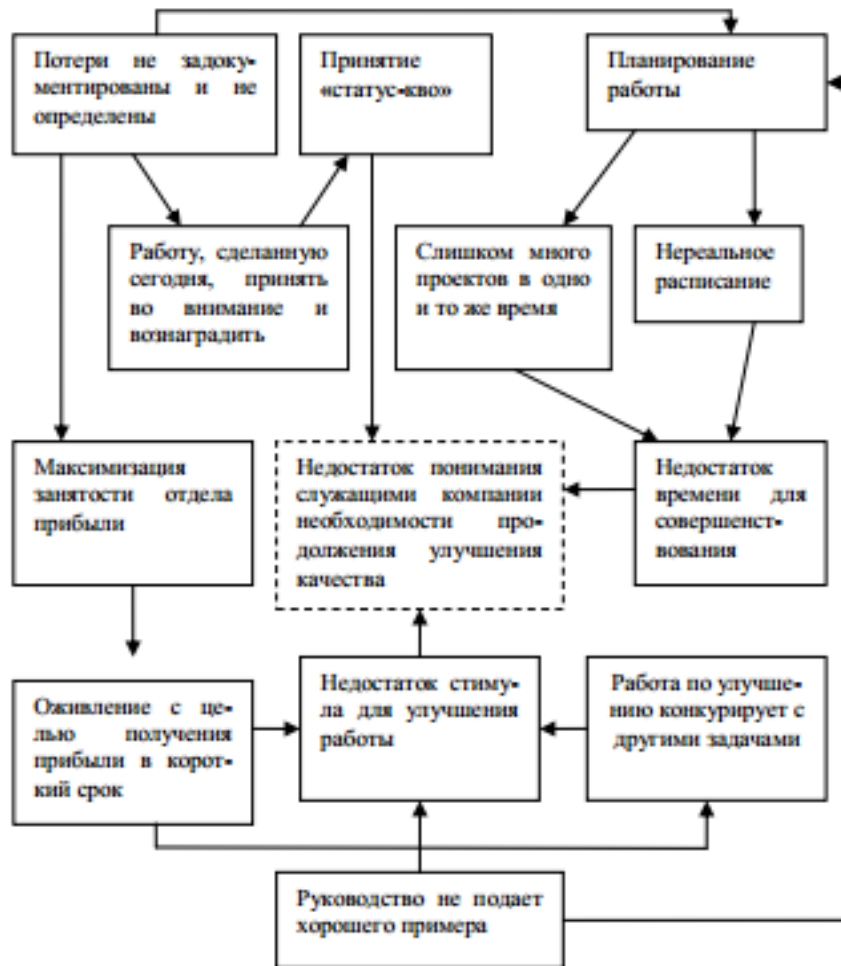 Потери не задоку-
ментированы и не
определены
Принятие
«статус-кво»
Планирование
работы
Работу, сделанную
сегодня, принять
во внимание и
вознаградить
Слишком много
проектов в одно
и то же время
Нереальное
расписание
Максимизация
занятости отдела
прибыли
Недостаток понимания
служащими компании
необходимости про-
должения улучшения
качества
Недостаток
времени для
совершенст-
вования
Оживление с це-
лью получения
прибыли в корот-
кий срок
Недостаток стиму-
ла для улучшения
работы
Работа по улучше-
нию конкурирует с
другими задачами
Руководство не подает
хорошего примера